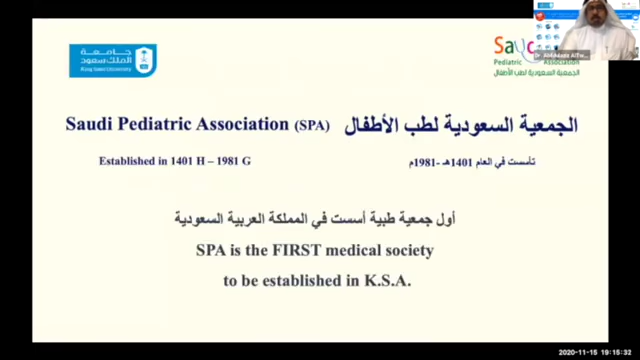 جامعة
الملك سعود
King Saud University
Pediatric Association
الجمعية السعودية لطب الأطفال
Saudi Pediatric Association (SPA) الجمعية السعودية لطب الأطفال
Established in 1401 H – 1981 G تأسست في العام 1401هـ -1981م
أول جمعية طبية أسست في المملكة العربية السعودية
SPA is the FIRST medical society
to be established in K.S.A.
2020-11-15 19:15:32